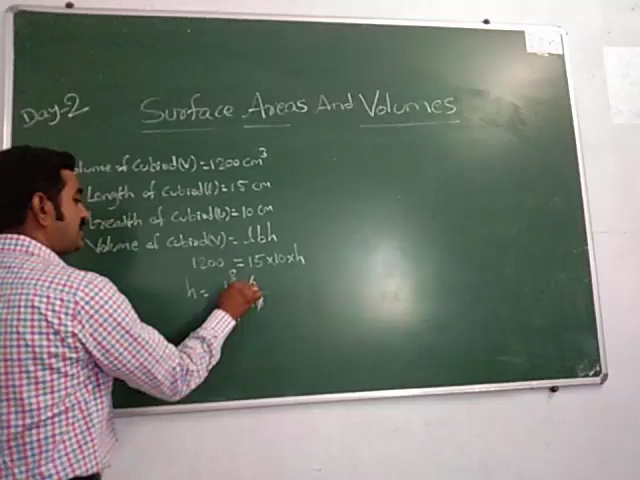 Day-2
Surface Areas And Volumes
lume of Cuboid(V)=1200 cm³
Length of Cuboid(l)=15 cm
breadth of Cuboid(b)=10 cm
Volume of Cuboid(V)= lbh
1200 = 15×10×h
h=